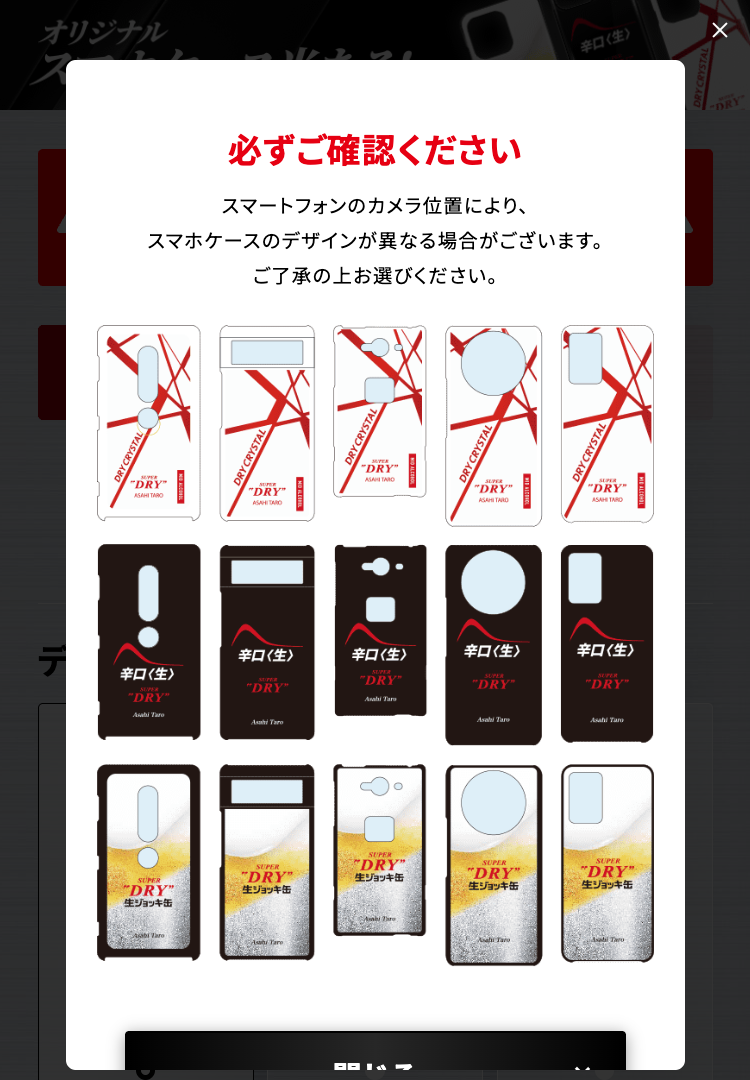 オリジナル
必ずご確認ください
スマートフォンのカメラ位置により、
スマホケースのデザインが異なる場合がございます。
ご了承の上お選びください。
DRY CRYSTAL
SUPER
"DRY"
ASAHI TARO
NO ALCOHOL
DRY CRYSTAL
SUPER
"DRY"
ASAHI TARO
NO ALCOHOL
DRY CRYSTAL
SUPER
"DRY"
ASAHI TARO
NO ALCOHOL
DRY CRYSTAL
SUPER
"DRY"
ASAHI TARO
NO ALCOHOL
DRY CRYSTAL
SUPER
"DRY"
ASAHI TARO
NO ALCOHOL
辛口〈生〉
SUPER
"DRY"
Asahi Taro
辛口〈生〉
SUPER
"DRY"
Asahi Taro
辛口〈生〉
SUPER
"DRY"
Asahi Taro
辛口〈生〉
SUPER
"DRY"
Asahi Taro
辛口〈生〉
SUPER
"DRY"
Asahi Taro
SUPER
"DRY"
生ジョッキ缶
Asahi Taro
SUPER
"DRY"
生ジョッキ缶
Asahi Taro
SUPER
"DRY"
生ジョッキ缶
Asahi Taro
SUPER
"DRY"
生ジョッキ缶
Asahi Taro
SUPER
"DRY"
生ジョッキ缶
Asahi Taro
閉じる